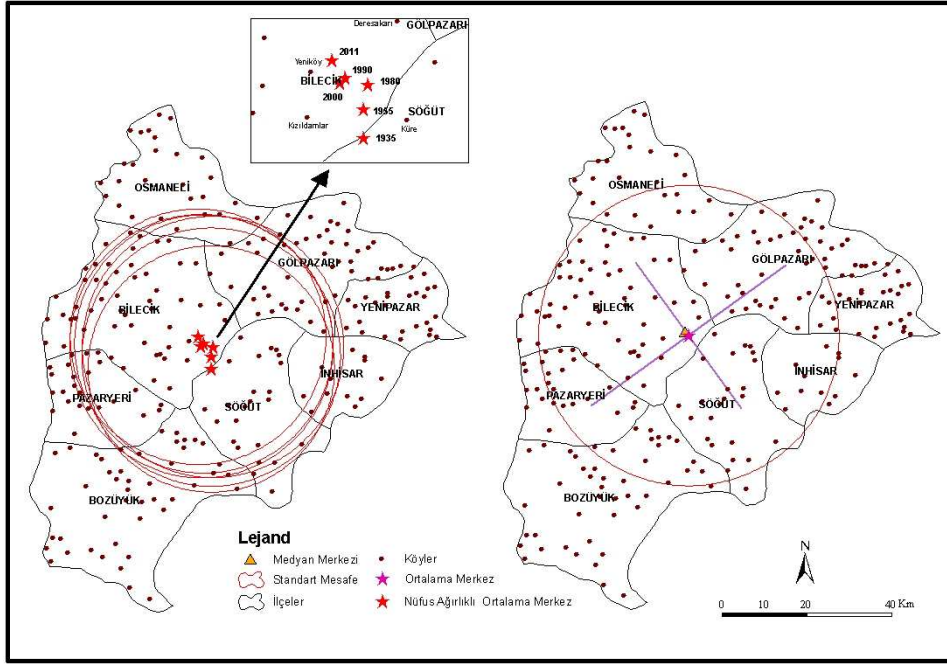 Deresakarı
GÖLPAZARI
2011
Yeniköy
1990
BİLECİK
1980
2000
1955
SÖĞÜT
Kızıldamlar
Küre
1935
OSMANELİ
GÖLPAZARI
BİLECİK
YENİPAZAR
İNHİSAR
PAZARYERİ
SÖĞÜT
BOZÜYÜK
OSMANELİ
GÖLPAZARI
BİLECİK
YENİPAZAR
İNHİSAR
PAZARYERİ
SÖĞÜT
BOZÜYÜK
Lejand
Medyan Merkezi
Köyler
Standart Mesafe
Ortalama Merkez
İlçeler
Nüfus Ağırlıklı Ortalama Merkez
N
0 10 20 40 Km